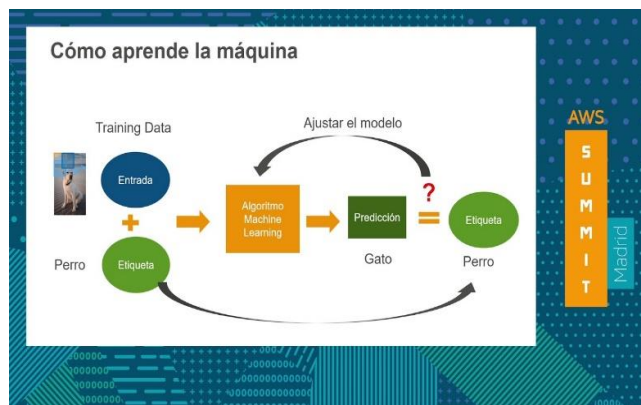 Cómo aprende la máquina
Training Data
Ajustar el modelo
Entrada
+
Perro
Etiqueta
Algoritmo
Machine
Learning
Predicción
Gato
?
=
Etiqueta
Perro
AWS
SUMMIT
Madrid